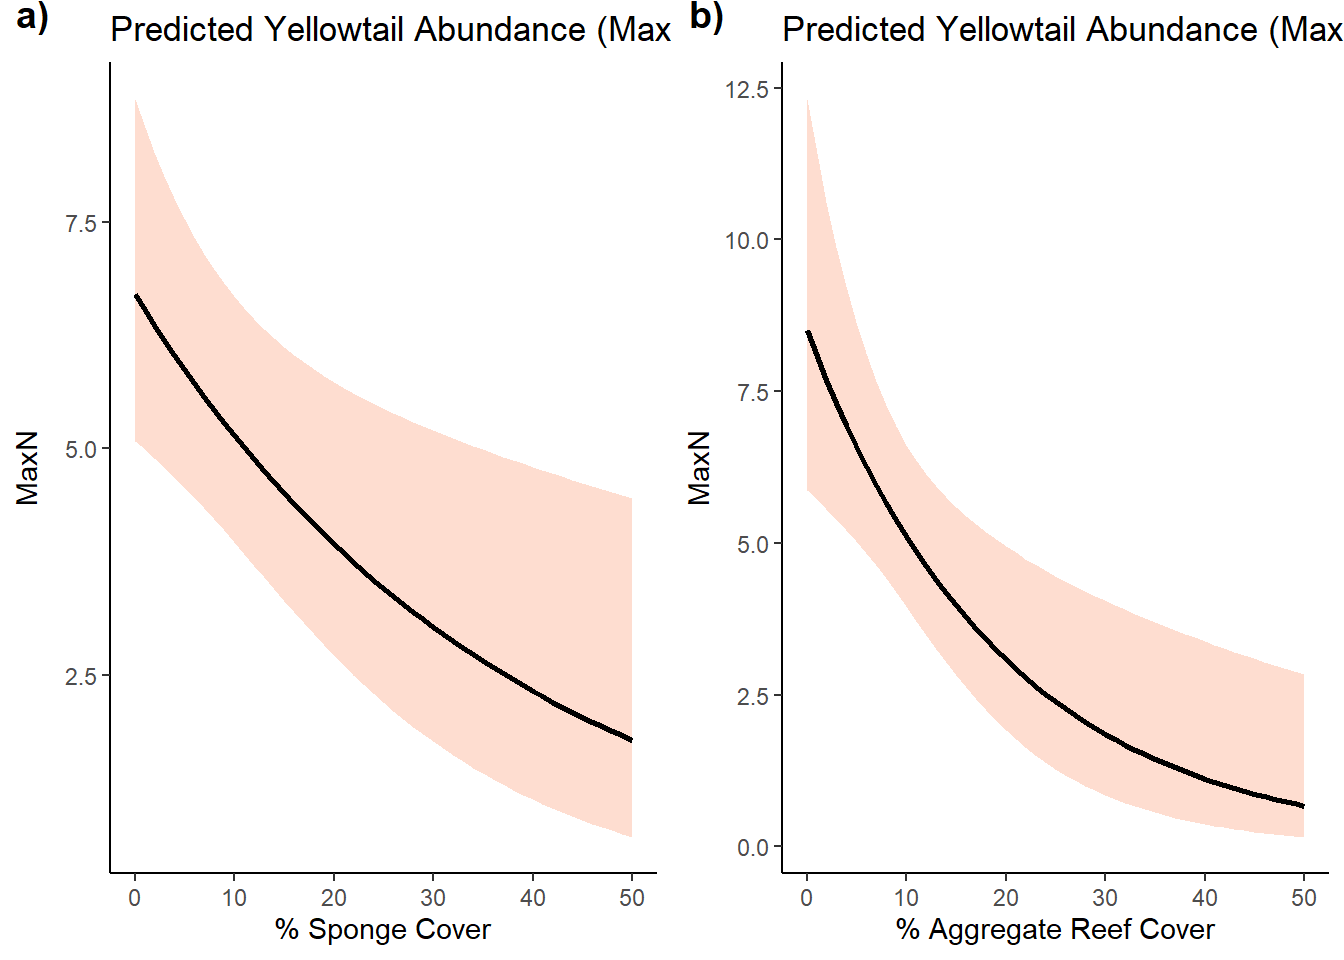 a)
Predicted Yellowtail Abundance (Max
MaxN
7.5
5.0
2.5
0
10
20
30
40
50
% Sponge Cover
b)
Predicted Yellowtail Abundance (Max
MaxN
12.5
10.0
7.5
5.0
2.5
0.0
0
10
20
30
40
50
% Aggregate Reef Cover